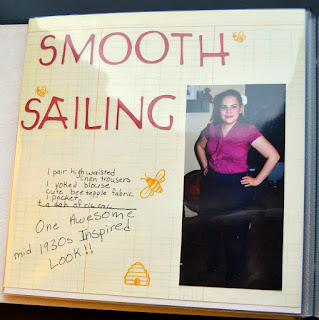 SMOOTH
SAILING
1 pair high waisted
linen trousers
1 yoked blouse
cute bee + apple fabric
1 pocket
+ a dash of ric rac
One Awesome
mid 1930s Inspired
LOOK!!